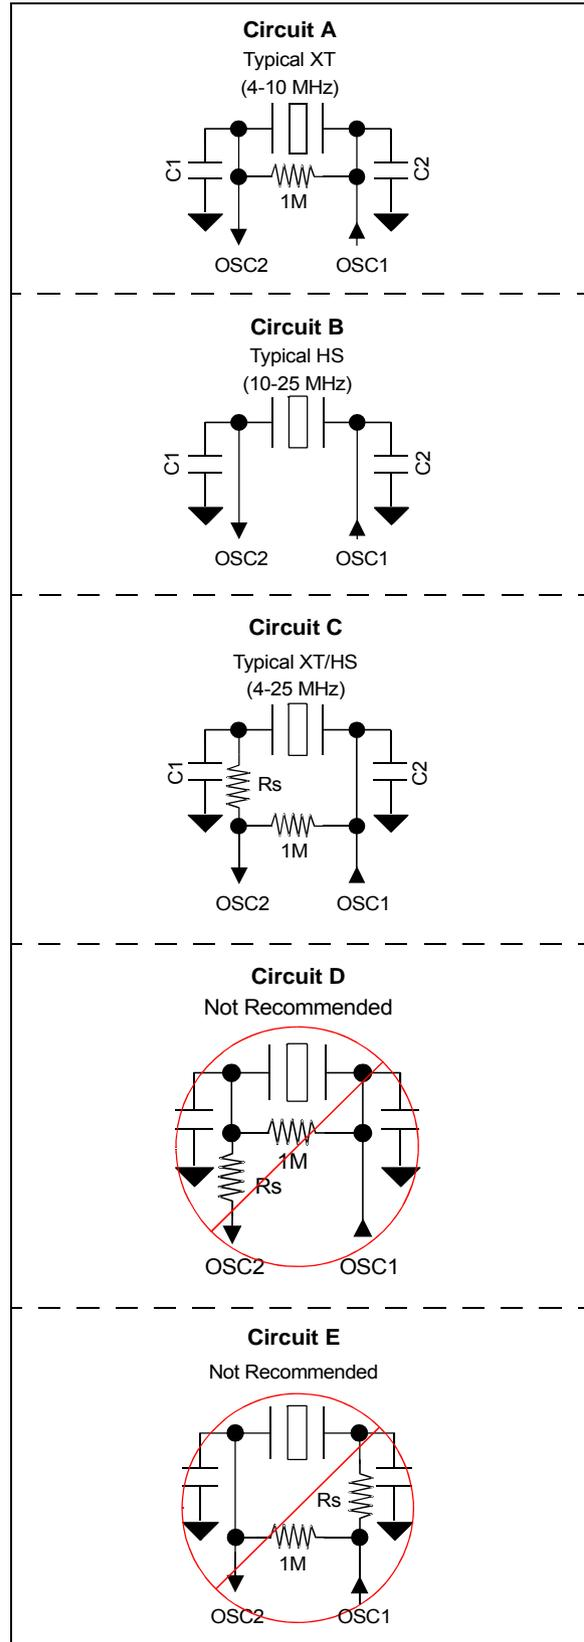 Circuit A
Typical XT
(4-10 MHz)
C1
C2
1M
OSC2
OSC1
Circuit B
Typical HS
(10-25 MHz)
C1
C2
OSC2
OSC1
Circuit C
Typical XT/HS
(4-25 MHz)
C1
Rs
C2
1M
OSC2
OSC1
Circuit D
Not Recommended
1M
Rs
OSC2
OSC1
Circuit E
Not Recommended
Rs
1M
OSC2
OSC1